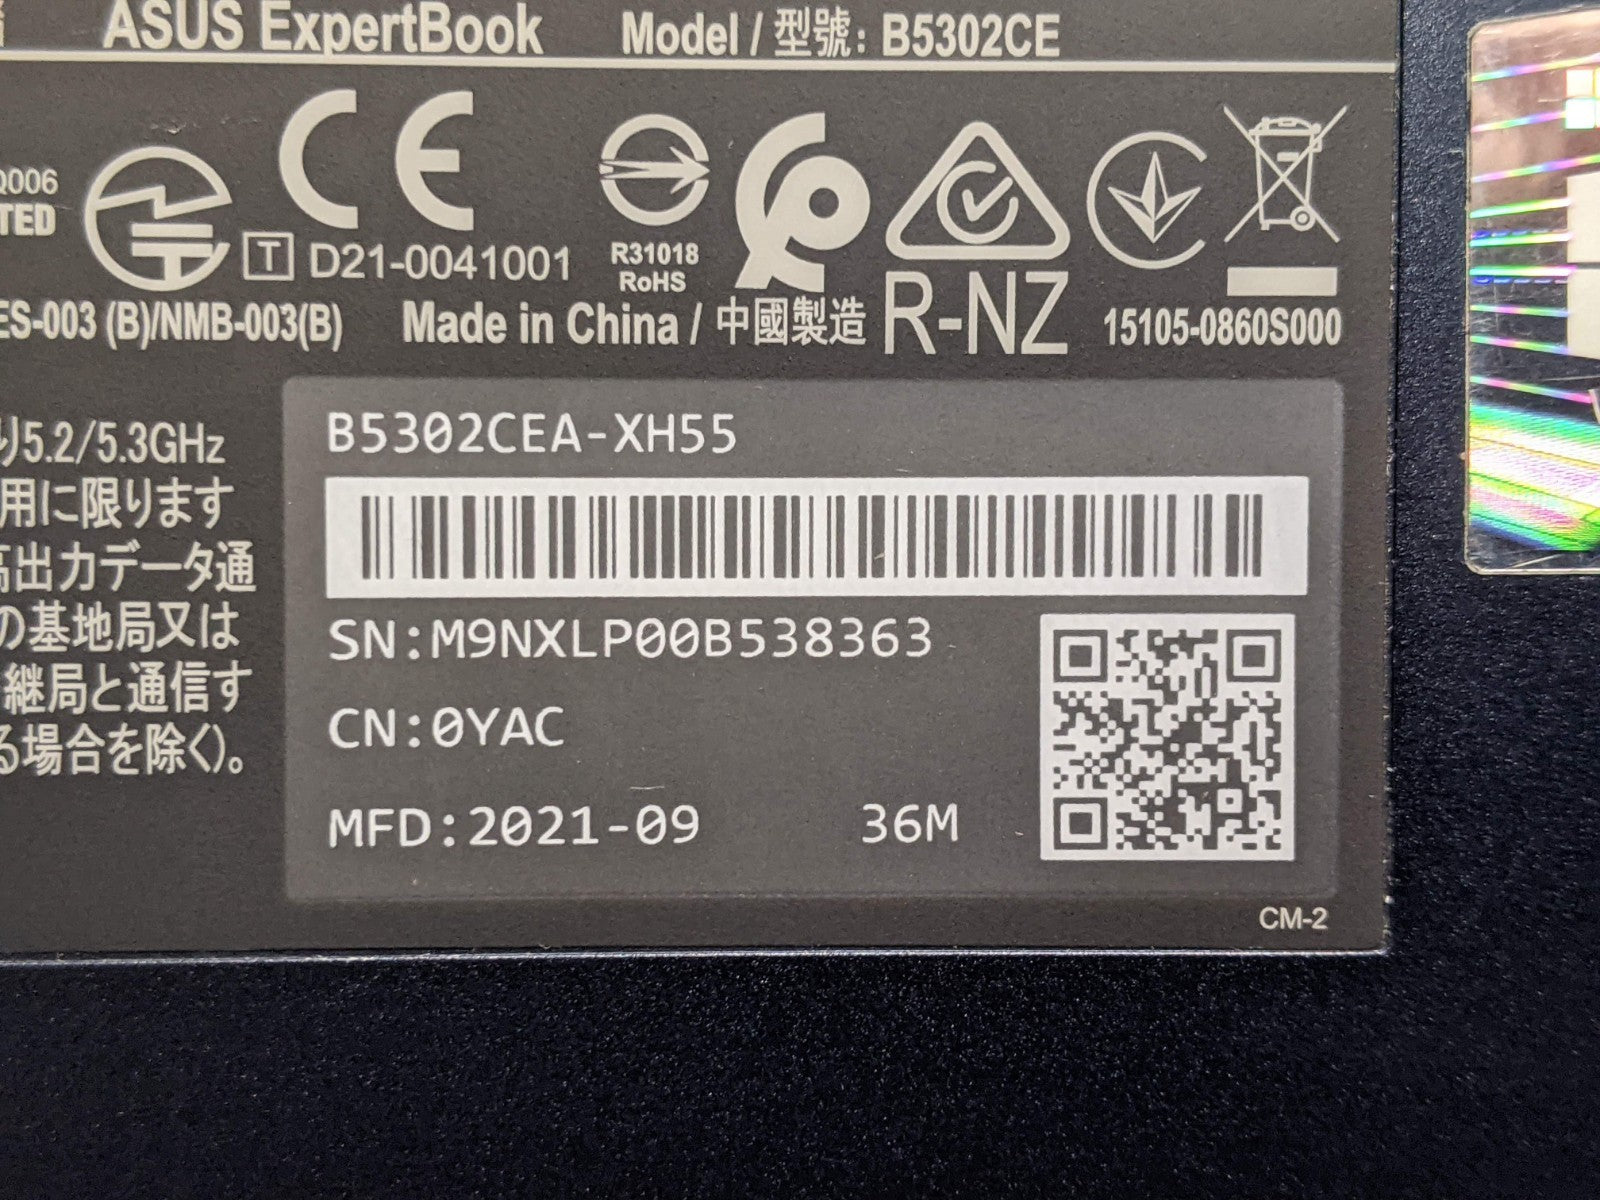 ASUS ExpertBook Model / 型號: B5302CE
CE
TED
T D21-0041001
R31018
RoHS
R-NZ
ES-003 (B)/NMB-003(B) Made in China / 中國製造 15105-0860S000
り5.2/5.3GHz
用に限ります
高出力データ通
の基地局又は
継局と通信す
る場合を除く)。
B5302CEA-XH55
SN:M9NXLP00B538363
CN:0YAC
MFD:2021-09 36M
CM-2